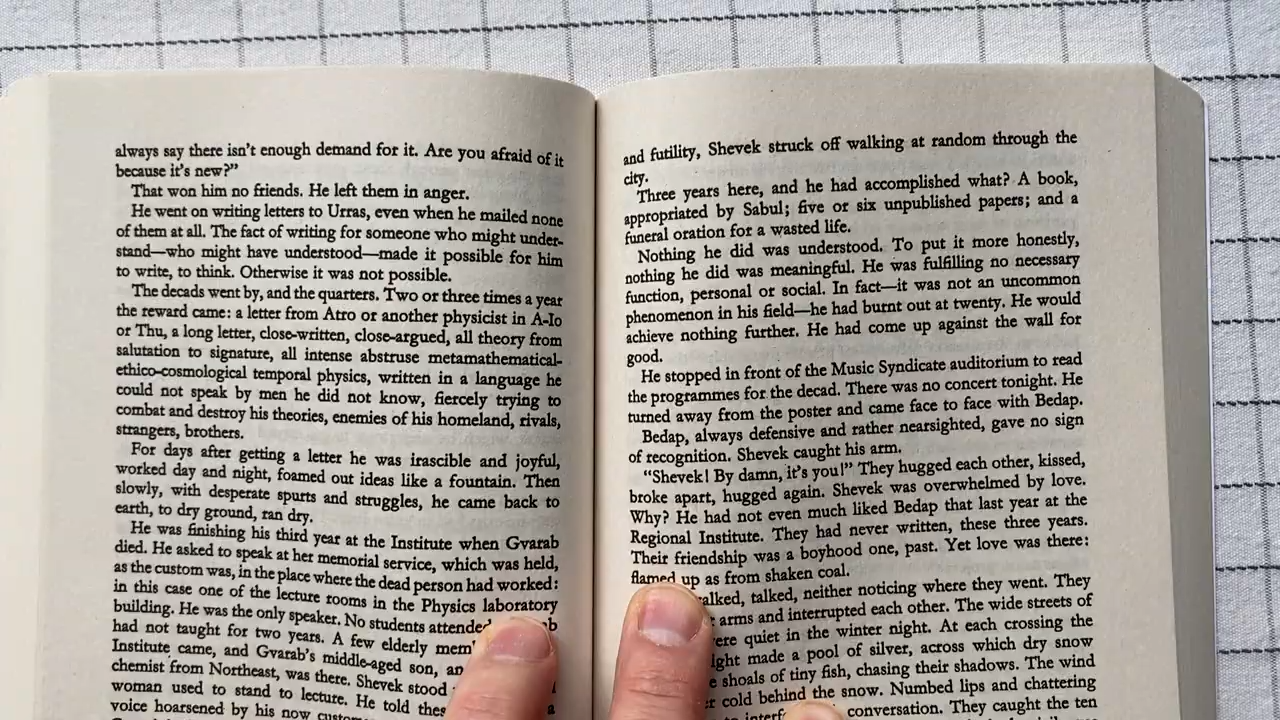 always say there isn't enough demand for it. Are you afraid of it
because it's new?"
That won him no friends. He left them in anger.
He went on writing letters to Urras, even when he mailed none
of them at all. The fact of writing for someone who might under-
stand—who might have understood—made it possible for him
to write, to think. Otherwise it was not possible.
The decads went by, and the quarters. Two or three times a year
the reward came: a letter from Atro or another physicist in A-Io
or Thu, a long letter, close-written, close-argued, all theory from
salutation to signature, all intense abstruse metamathematical-
ethico-cosmological temporal physics, written in a language he
could not speak by men he did not know, fiercely trying to
combat and destroy his theories, enemies of his homeland, rivals,
strangers, brothers.
For days after getting a letter he was irascible and joyful,
worked day and night, foamed out ideas like a fountain. Then
slowly, with desperate spurts and struggles, he came back to
earth, to dry ground, ran dry.
He was finishing his third year at the Institute when Gvarab
died. He asked to speak at her memorial service, which was held,
as the custom was, in the place where the dead person had worked:
in this case one of the lecture rooms in the Physics laboratory
building. He was the only speaker. No students attended
had not taught for two years. A few elderly
Institute came, and Gvarab's middle-aged son,
chemist from Northeast, was there. Shevek stood
woman used to stand to lecture. He told
voice hoarsened by his now
and futility, Shevek struck off walking at random through the
city.
Three years here, and he had accomplished what? A book,
appropriated by Sabul; five or six unpublished papers; and a
funeral oration for a wasted life.
Nothing he did was understood. To put it more honestly,
nothing he did was meaningful. He was fulfilling no necessary
function, personal or social. In fact—it was not an uncommon
phenomenon in his field—he had burnt out at twenty. He would
achieve nothing further. He had come up against the wall for
good.
He stopped in front of the Music Syndicate auditorium to read
the programmes for the decad. There was no concert tonight. He
turned away from the poster and came face to face with Bedap.
Bedap, always defensive and rather nearsighted, gave no sign
of recognition. Shevek caught his arm.
"Shevek! By damn, it's you!" They hugged each other, kissed,
broke apart, hugged again. Shevek was overwhelmed by love.
Why? He had not even much liked Bedap that last year at the
Regional Institute. They had never written, these three years.
Their friendship was a boyhood one, past. Yet love was there:
flamed up as from shaken coal.
talked, neither noticing where they went. They
arms and interrupted each other. The wide streets of
quiet in the winter night. At each crossing the
made a pool of silver, across which dry snow
shoals of tiny fish, chasing their shadows. The wind
cold behind the snow. Numbed lips and chattering
conversation. They caught the ten